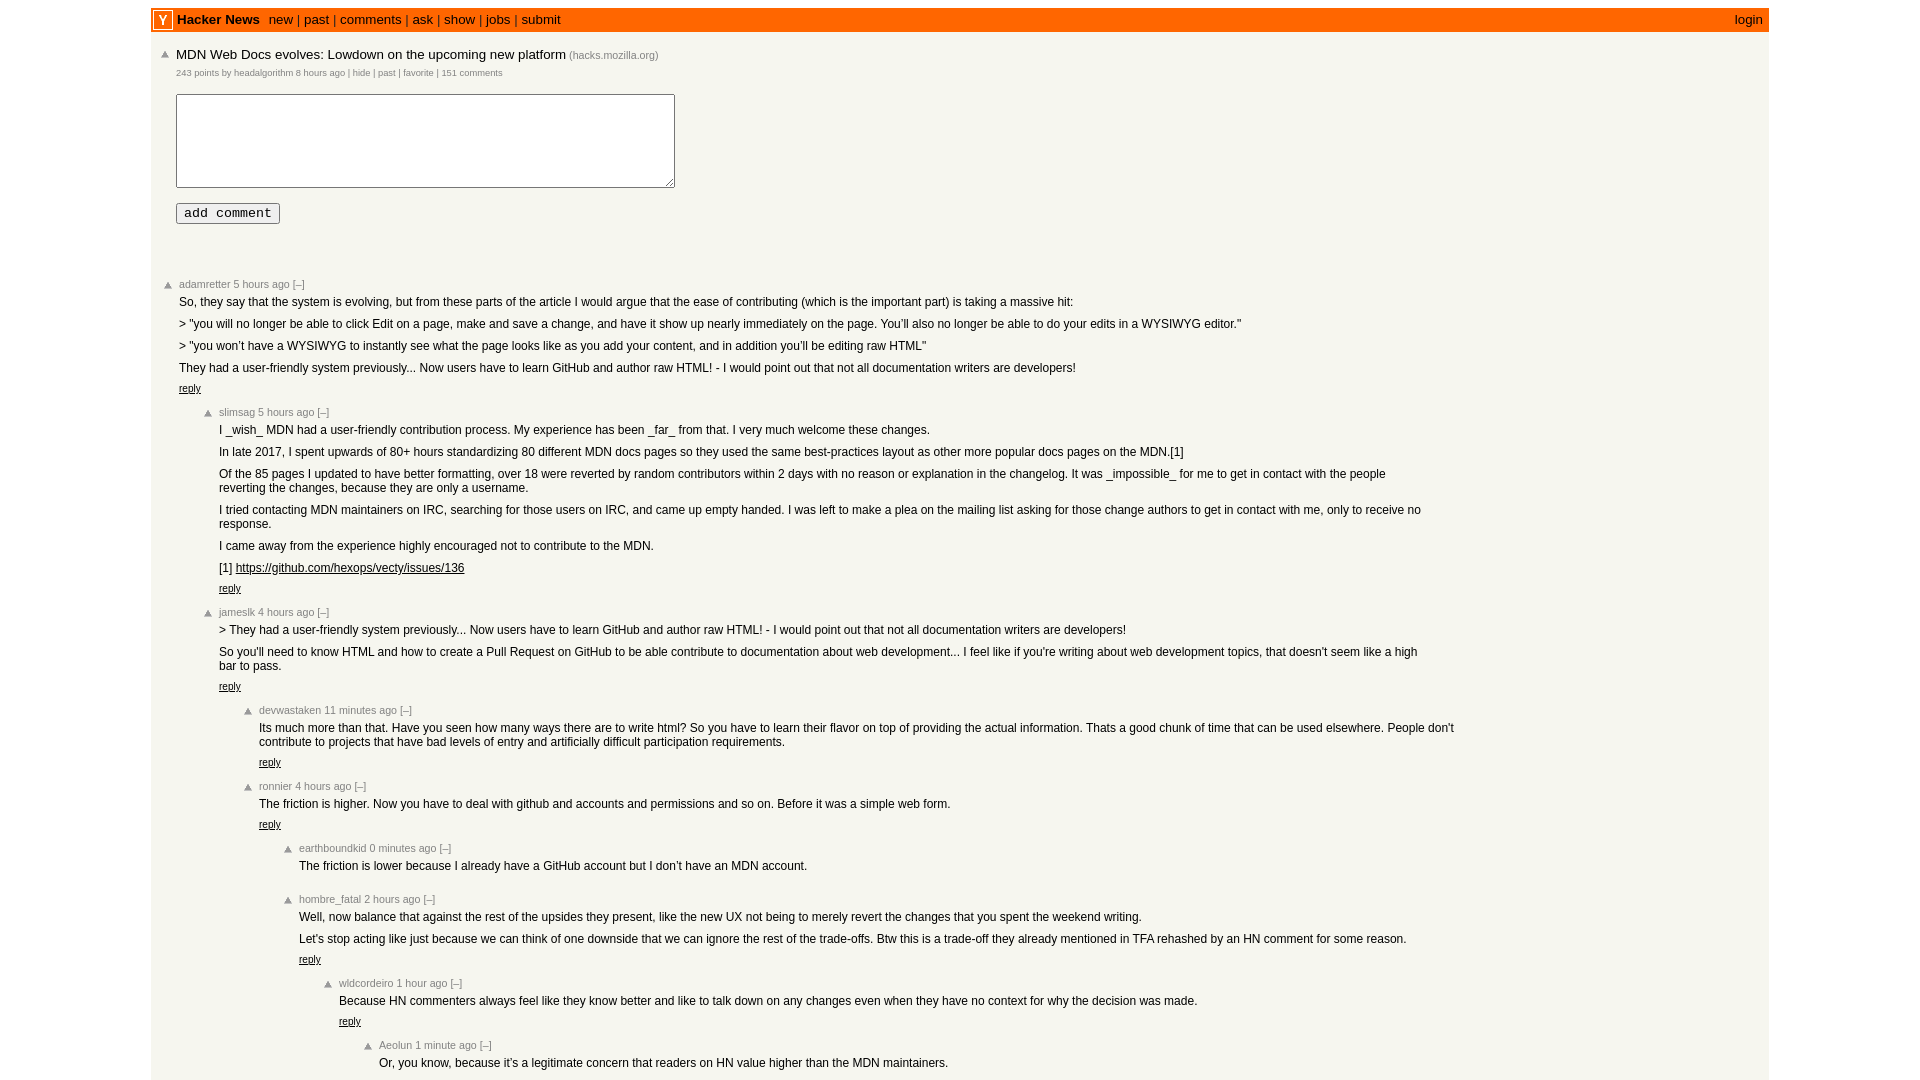 Y Hacker News new | past | comments | ask | show | jobs | submit login
MDN Web Docs evolves: Lowdown on the upcoming new platform (hacks.mozilla.org)
243 points by headalgorithm 8 hours ago | hide | past | favorite | 151 comments
add comment
adamretter 5 hours ago [–]
So, they say that the system is evolving, but from these parts of the article I would argue that the ease of contributing (which is the important part) is taking a massive hit:
> "you will no longer be able to click Edit on a page, make and save a change, and have it show up nearly immediately on the page. You’ll also no longer be able to do your edits in a WYSIWYG editor."
> "you won’t have a WYSIWYG to instantly see what the page looks like as you add your content, and in addition you’ll be editing raw HTML"
They had a user-friendly system previously... Now users have to learn GitHub and author raw HTML! - I would point out that not all documentation writers are developers!
reply
slimsag 5 hours ago [–]
I _wish_ MDN had a user-friendly contribution process. My experience has been _far_ from that. I very much welcome these changes.
In late 2017, I spent upwards of 80+ hours standardizing 80 different MDN docs pages so they used the same best-practices layout as other more popular docs pages on the MDN.[1]
Of the 85 pages I updated to have better formatting, over 18 were reverted by random contributors within 2 days with no reason or explanation in the changelog. It was _impossible_ for me to get in contact with the people
reverting the changes, because they are only a username.
I tried contacting MDN maintainers on IRC, searching for those users on IRC, and came up empty handed. I was left to make a plea on the mailing list asking for those change authors to get in contact with me, only to receive no
response.
I came away from the experience highly encouraged not to contribute to the MDN.
[1] https://github.com/hexops/vecty/issues/136
reply
jameslk 4 hours ago [–]
> They had a user-friendly system previously... Now users have to learn GitHub and author raw HTML! - I would point out that not all documentation writers are developers!
So you'll need to know HTML and how to create a Pull Request on GitHub to be able contribute to documentation about web development... I feel like if you're writing about web development topics, that doesn't seem like a high
bar to pass.
reply
devwastaken 11 minutes ago [–]
Its much more than that. Have you seen how many ways there are to write html? So you have to learn their flavor on top of providing the actual information. Thats a good chunk of time that can be used elsewhere. People don't
contribute to projects that have bad levels of entry and artificially difficult participation requirements.
reply
ronnier 4 hours ago [–]
The friction is higher. Now you have to deal with github and accounts and permissions and so on. Before it was a simple web form.
reply
earthboundkid 0 minutes ago [–]
The friction is lower because I already have a GitHub account but I don’t have an MDN account.
hombre_fatal 2 hours ago [–]
Well, now balance that against the rest of the upsides they present, like the new UX not being to merely revert the changes that you spent the weekend writing.
Let's stop acting like just because we can think of one downside that we can ignore the rest of the trade-offs. Btw this is a trade-off they already mentioned in TFA rehashed by an HN comment for some reason.
reply
wldcordeiro 1 hour ago [–]
Because HN commenters always feel like they know better and like to talk down on any changes even when they have no context for why the decision was made.
reply
Aeolun 1 minute ago [–]
Or, you know, because it’s a legitimate concern that readers on HN value higher than the MDN maintainers.